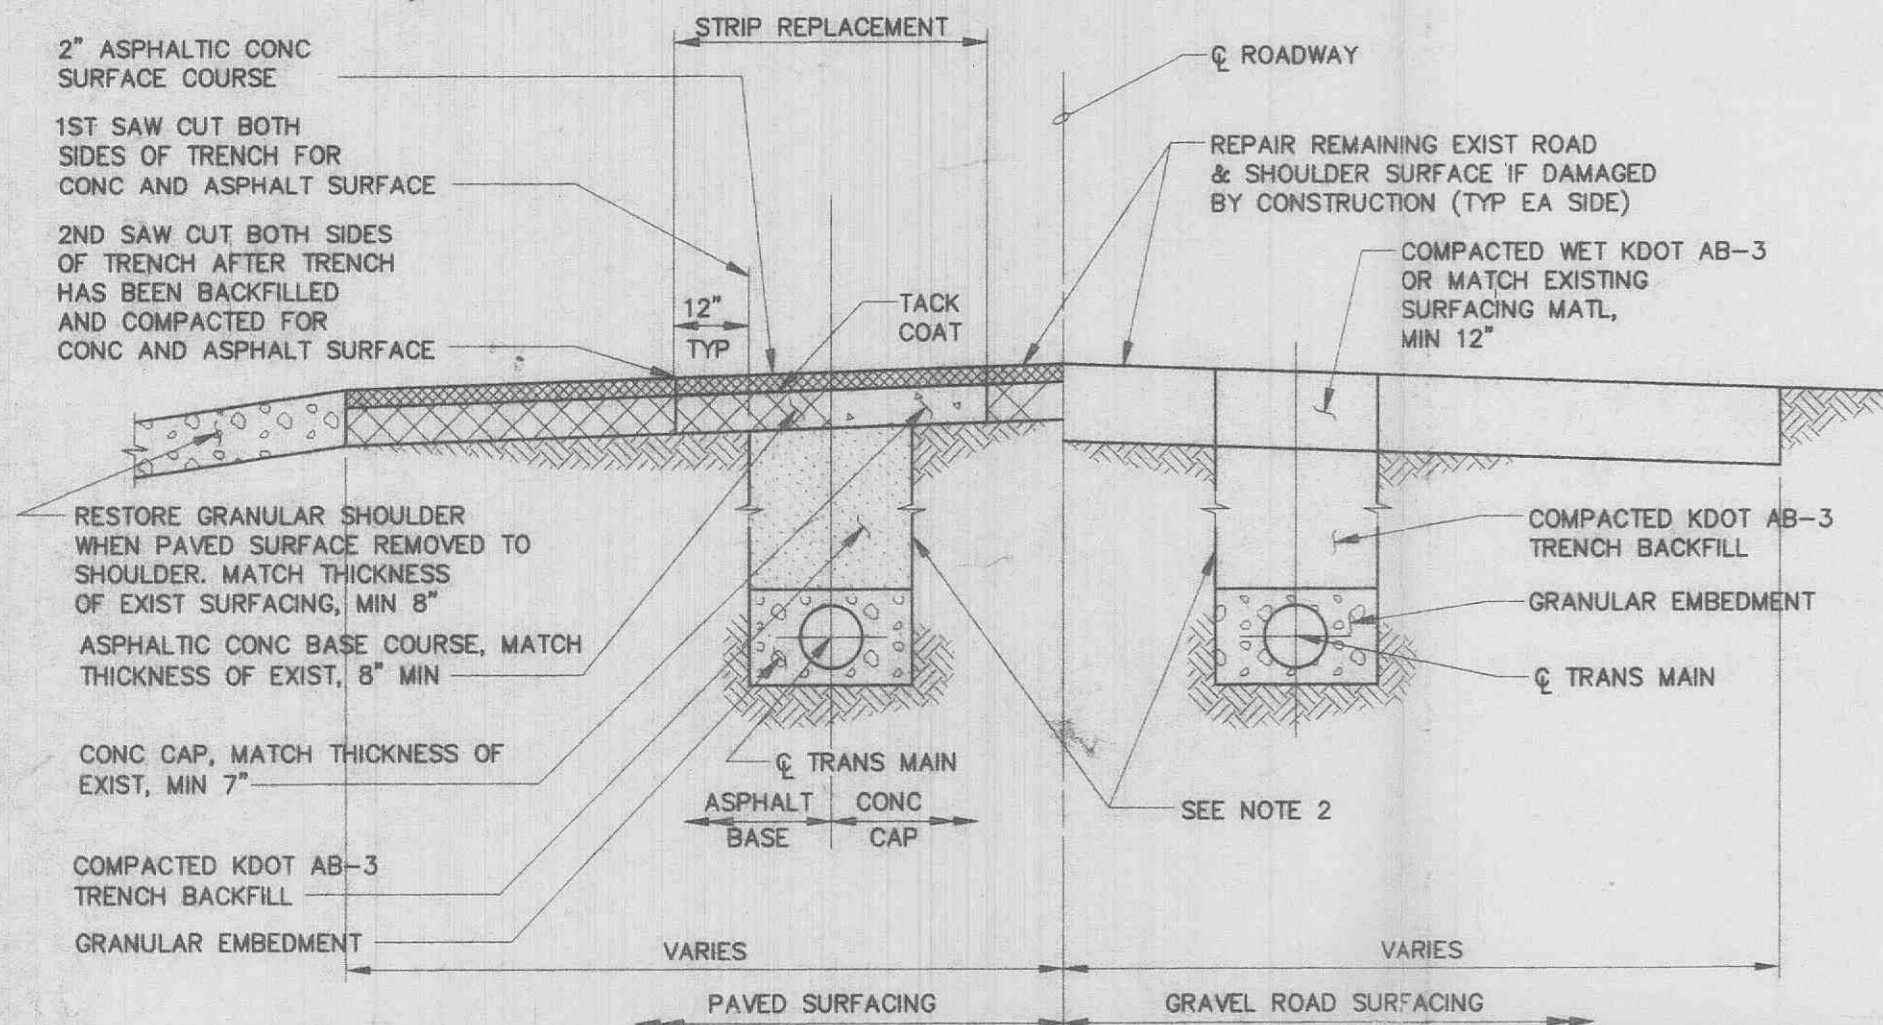 STRIP REPLACEMENT
2" ASPHALTIC CONC
SURFACE COURSE
1ST SAW CUT BOTH
SIDES OF TRENCH FOR
CONC AND ASPHALT SURFACE
2ND SAW CUT BOTH SIDES
OF TRENCH AFTER TRENCH
HAS BEEN BACKFILLED
AND COMPACTED FOR
CONC AND ASPHALT SURFACE
12"
TYP
TACK
COAT
℄ ROADWAY
REPAIR REMAINING EXIST ROAD
& SHOULDER SURFACE IF DAMAGED
BY CONSTRUCTION (TYP EA SIDE)
COMPACTED WET KDOT AB-3
OR MATCH EXISTING
SURFACING MATL,
MIN 12"
RESTORE GRANULAR SHOULDER
WHEN PAVED SURFACE REMOVED TO
SHOULDER. MATCH THICKNESS
OF EXIST SURFACING, MIN 8"
ASPHALTIC CONC BASE COURSE, MATCH
THICKNESS OF EXIST, 8" MIN
CONC CAP, MATCH THICKNESS OF
EXIST, MIN 7"
COMPACTED KDOT AB-3
TRENCH BACKFILL
GRANULAR EMBEDMENT
℄ TRANS MAIN
ASPHALT CONC
BASE CAP
COMPACTED KDOT AB-3
TRENCH BACKFILL
GRANULAR EMBEDMENT
℄ TRANS MAIN
SEE NOTE 2
VARIES VARIES
PAVED SURFACING GRAVEL ROAD SURFACING